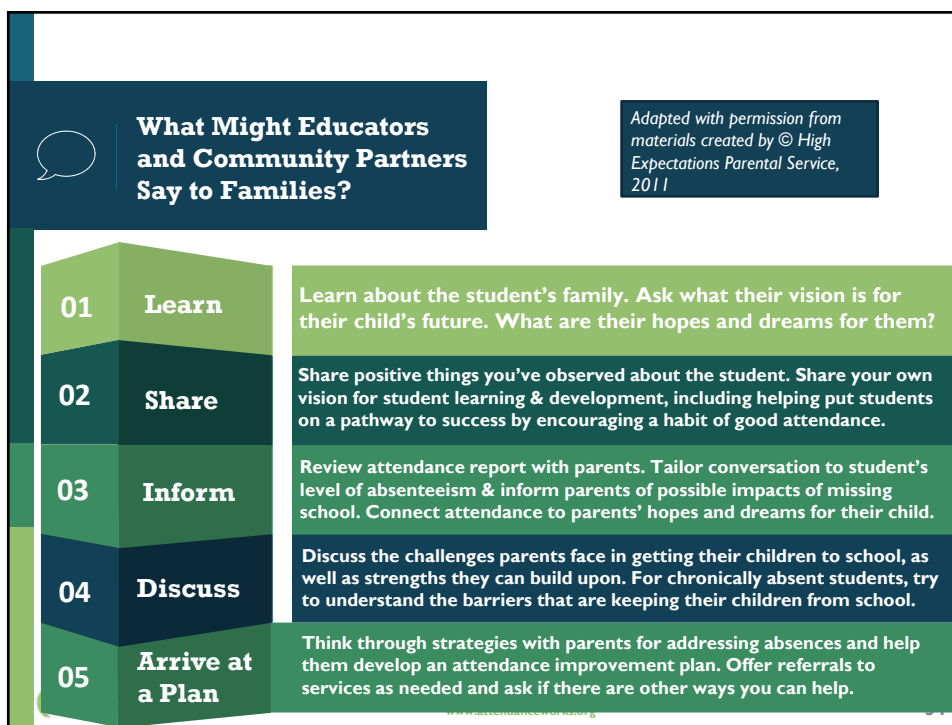 What Might Educators
and Community Partners
Say to Families?
Adapted with permission from
materials created by © High
Expectations Parental Service,
2011
01
Learn
Learn about the student's family. Ask what their vision is for
their child's future. What are their hopes and dreams for them?
02
Share
Share positive things you've observed about the student. Share your own
vision for student learning & development, including helping put students
on a pathway to success by encouraging a habit of good attendance.
03
Inform
Review attendance report with parents. Tailor conversation to student's
level of absenteeism & inform parents of possible impacts of missing
school. Connect attendance to parents' hopes and dreams for their child.
04
Discuss
Discuss the challenges parents face in getting their children to school, as
well as strengths they can build upon. For chronically absent students, try
to understand the barriers that are keeping their children from school.
05
Arrive at
a Plan
Think through strategies with parents for addressing absences and help
them develop an attendance improvement plan. Offer referrals to
services as needed and ask if there are other ways you can help.
www.attendanceworks.org